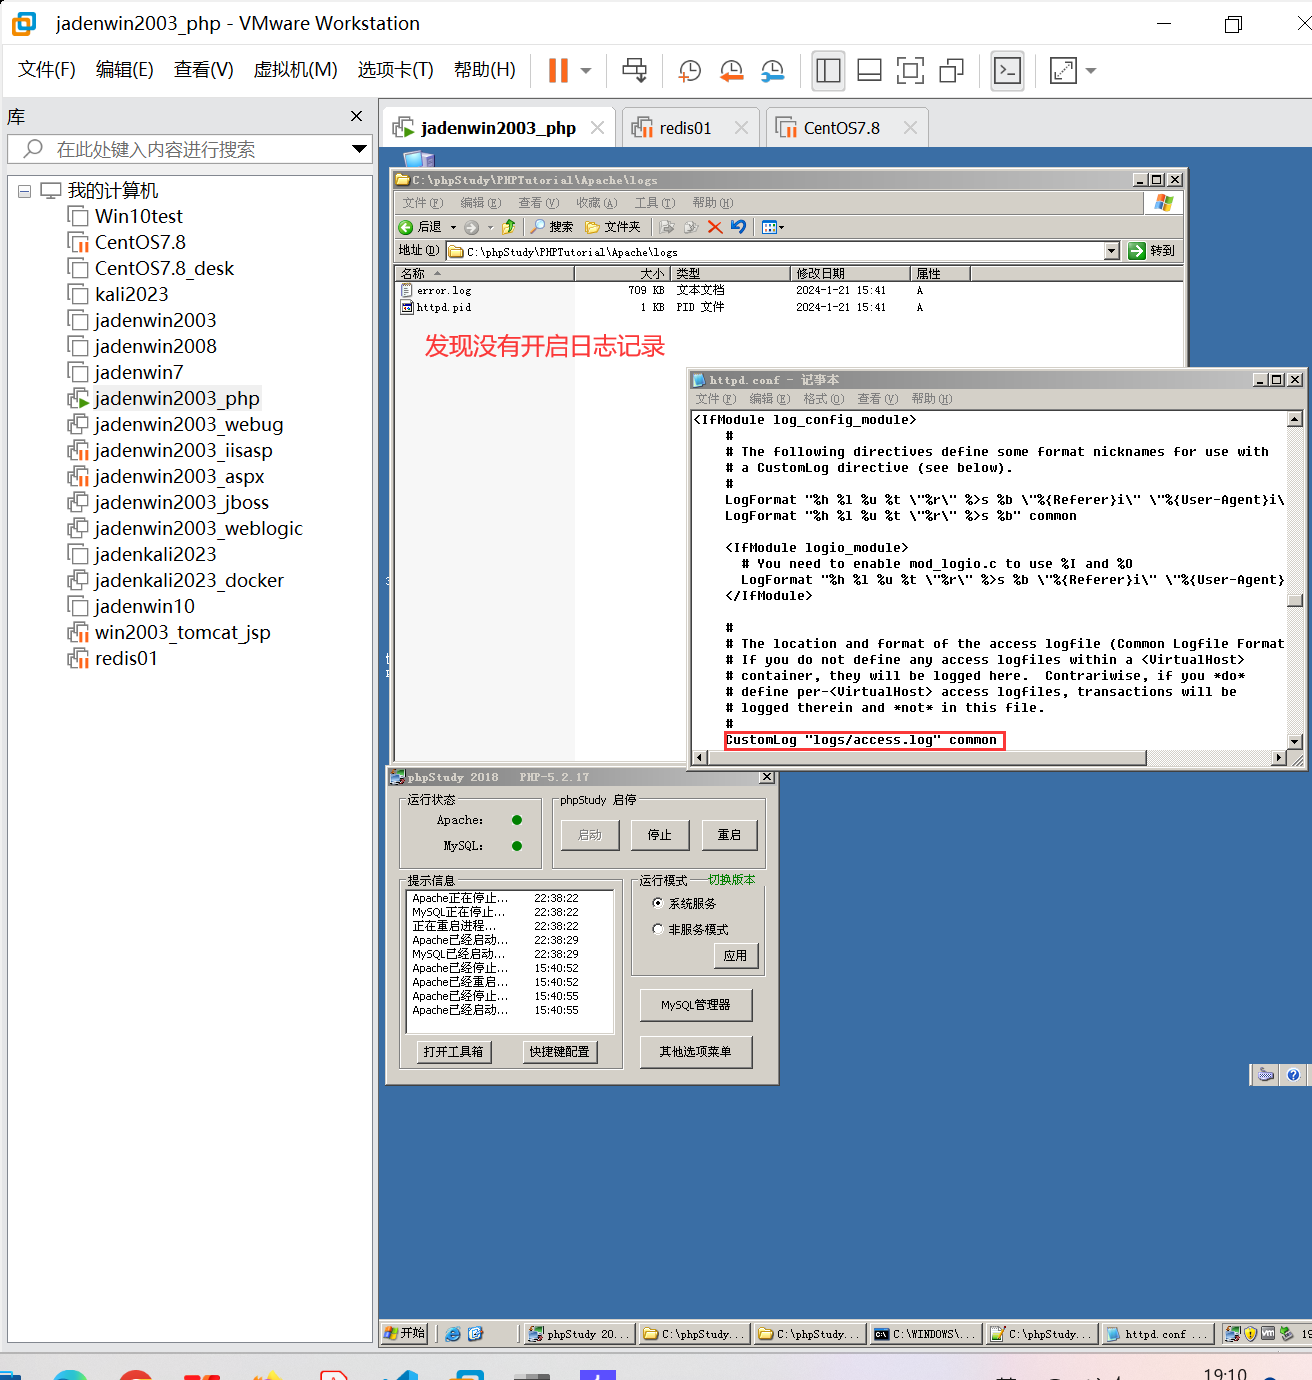 jadenwin2003_php - VMware Workstation
文件(F) 编辑(E) 查看(V) 虚拟机(M) 选项卡(T) 帮助(H)
库
在此处键入内容进行搜索
我的计算机
Win10test
CentOS7.8
CentOS7.8_desk
kali2023
jadenwin2003
jadenwin2008
jadenwin7
jadenwin2003_php
jadenwin2003_webug
jadenwin2003_iisasp
jadenwin2003_aspx
jadenwin2003_jboss
jadenwin2003_weblogic
jadenkali2023
jadenkali2023_docker
jadenwin10
win2003_tomcat_jsp
redis01
jadenwin2003_php redis01 CentOS7.8
C:\phpStudy\PHPTutorial\Apache\logs
文件(F) 编辑(E) 查看(V) 收藏(A) 工具(T) 帮助(H)
后退 搜索 文件夹
地址(D) C:\phpStudy\PHPTutorial\Apache\logs 转到
名称 大小 类型 修改日期 属性
error.log 709 KB 文本文档 2024-1-21 15:41 A
httpd.pid 1 KB PID 文件 2024-1-21 15:41 A
发现没有开启日志记录
httpd.conf - 记事本
文件(F) 编辑(E) 格式(O) 查看(V) 帮助(H)
<IfModule log_config_module>
#
# The following directives define some format nicknames for use with
# a CustomLog directive (see below).
#
LogFormat "%h %l %u %t \"%r\" %>s %b \"%{Referer}i\" \"%{User-Agent}i\
LogFormat "%h %l %u %t \"%r\" %>s %b" common
<IfModule logio_module>
# You need to enable mod_logio.c to use %I and %O
LogFormat "%h %l %u %t \"%r\" %>s %b \"%{Referer}i\" \"%{User-Agent}
</IfModule>
#
# The location and format of the access logfile (Common Logfile Format
# If you do not define any access logfiles within a <VirtualHost>
# container, they will be logged here.  Contrariwise, if you *do*
# define per-<VirtualHost> access logfiles, transactions will be
# logged therein and *not* in this file.
#
CustomLog "logs/access.log" common
phpStudy 2018 PHP-5.2.17
运行状态
Apache:
MySQL:
phpStudy 启停
启动 停止 重启
提示信息
Apache正在停止... 22:38:22
MySQL正在停止... 22:38:22
正在重启进程... 22:38:22
Apache已经启动... 22:38:29
MySQL已经启动... 22:38:29
Apache已经停止... 15:40:52
Apache已经重启... 15:40:52
Apache已经停止... 15:40:55
Apache已经启动... 15:40:55
打开工具箱 快捷键配置
运行模式 切换版本
系统服务
非服务模式
应用
MySQL管理器
其他选项菜单
开始 phpStudy 20... C:\phpStudy... C:\phpStudy... C:\WINDOWS\... C:\phpStudy... httpd.conf ...
19:10